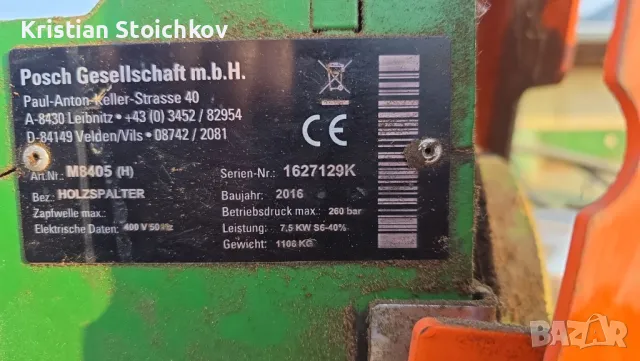 Kristian Stoichkov
Posch Gesellschaft m.b.H.
Paul-Anton-Keller-Strasse 40
A-8430 Leibnitz • +43 (0) 3452 / 82954
D-84149 Velden/Vils • 08742 / 2081
CE
Art.Nr: M8405 (H) Serien-Nr.: 1627129K
Bez.: HOLZSPALTER Baujahr: 2016
Zapfwelle max.: Betriebsdruck max.: 260 bar
Elektrische Daten: 400 V 50 Hz Leistung: 7,5 KW S6-40%
Gewicht: 1106 KG
bazar.bg